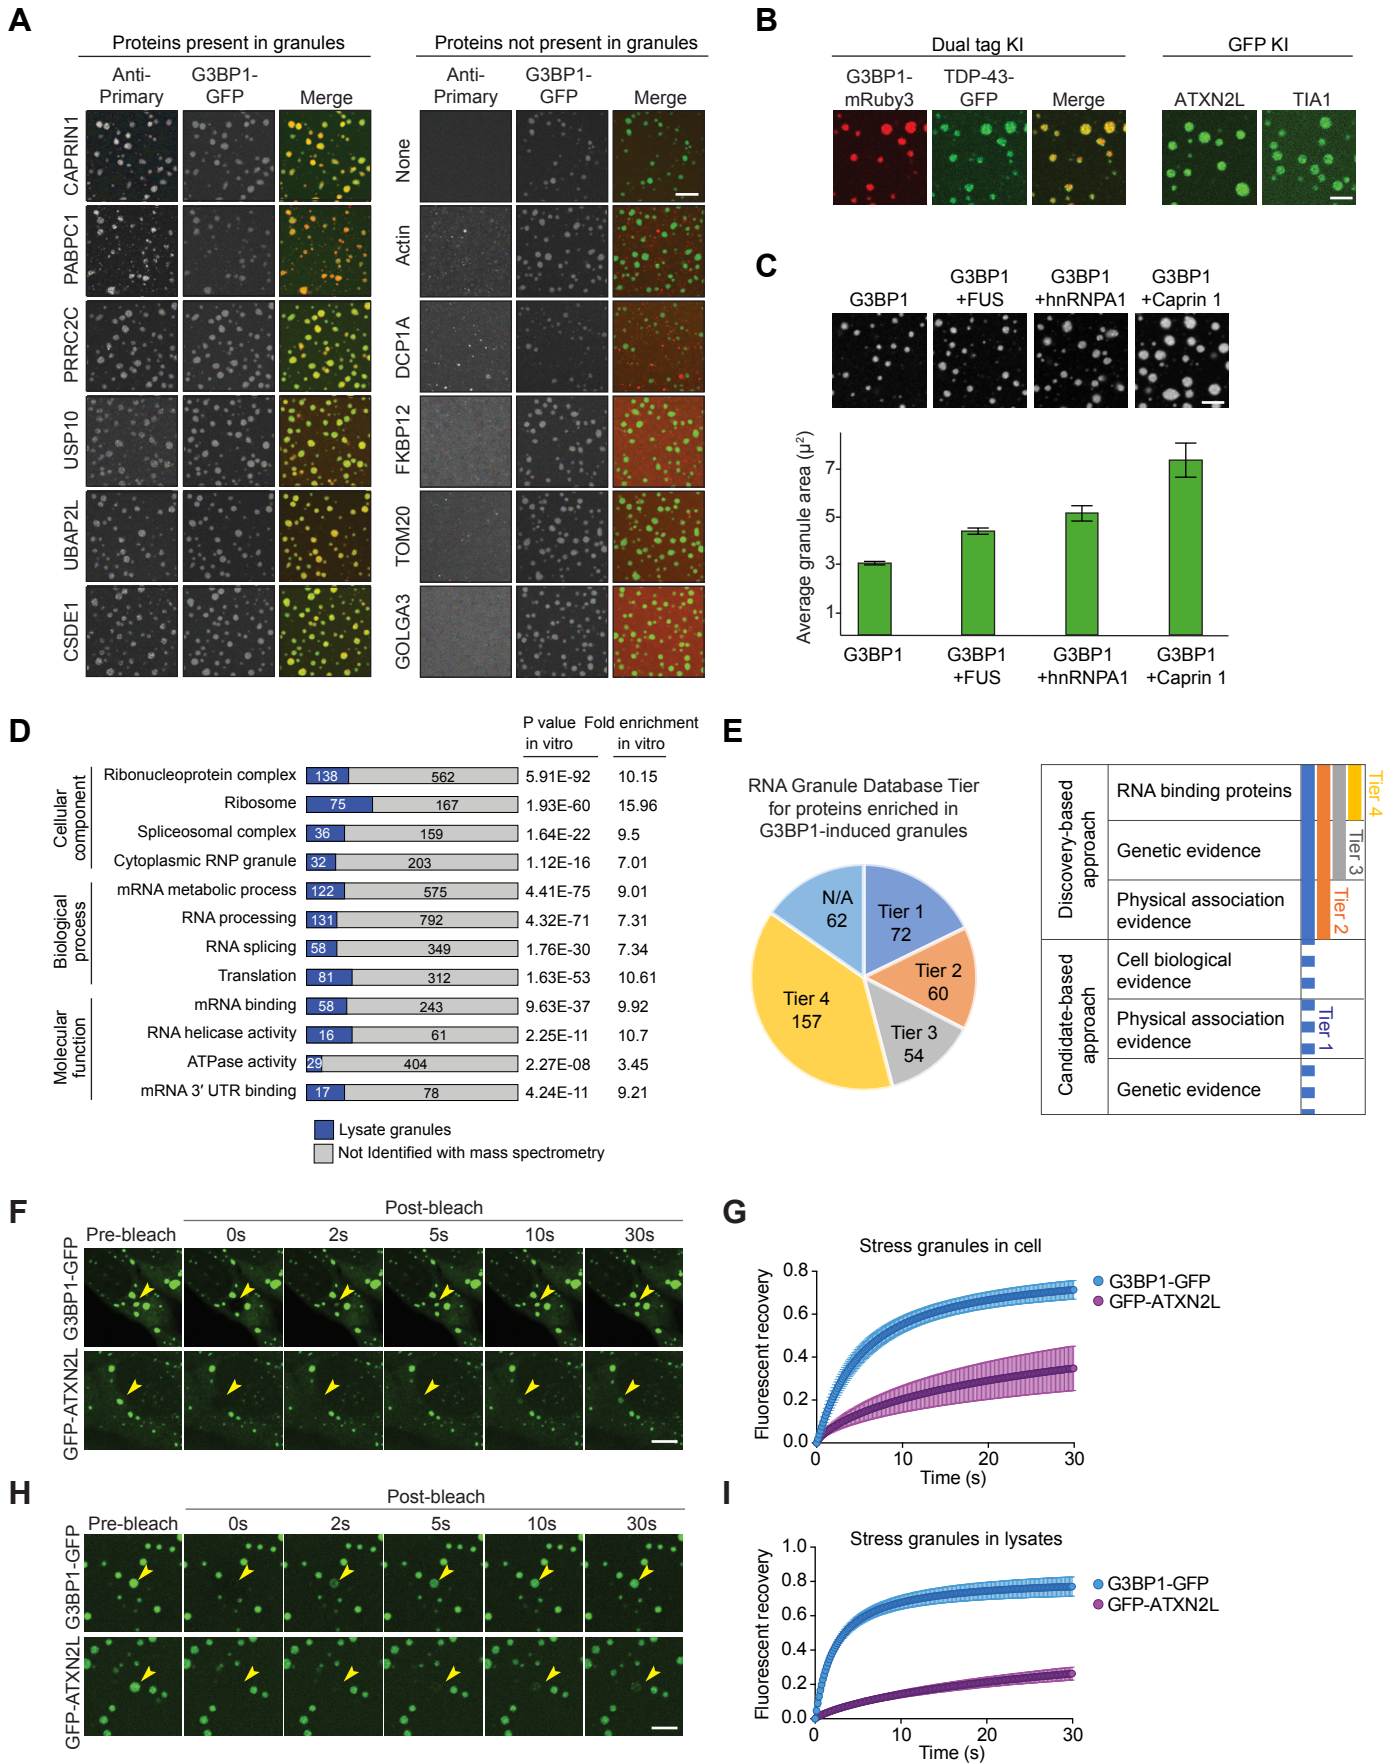 A
Proteins present in granules
Proteins not present in granules
Anti-
Primary
G3BP1-
GFP
Merge
Anti-
Primary
G3BP1-
GFP
Merge
CAPRIN1
PABPC1
PRRC2C
USP10
UBAP2L
CSDE1
None
Actin
DCP1A
FKBP12
TOM20
GOLGA3
B
Dual tag KI
GFP KI
G3BP1-
mRuby3
TDP-43-
GFP
Merge
ATXN2L
TIA1
C
G3BP1
G3BP1
+FUS
G3BP1
+hnRNPA1
G3BP1
+Caprin 1
Average granule area (µ²)
7
5
3
1
G3BP1
G3BP1
+FUS
G3BP1
+hnRNPA1
G3BP1
+Caprin 1
D
P value
in vitro
Fold enrichment
in vitro
Cellular
component
Ribonucleoprotein complex 138 562 5.91E-92 10.15
Ribosome 75 167 1.93E-60 15.96
Spliceosomal complex 36 159 1.64E-22 9.5
Cytoplasmic RNP granule 32 203 1.12E-16 7.01
Biological
process
mRNA metabolic process 122 575 4.41E-75 9.01
RNA processing 131 792 4.32E-71 7.31
RNA splicing 58 349 1.76E-30 7.34
Translation 81 312 1.63E-53 10.61
Molecular
function
mRNA binding 58 243 9.63E-37 9.92
RNA helicase activity 16 61 2.25E-11 10.7
ATPase activity 29 404 2.27E-08 3.45
mRNA 3′ UTR binding 17 78 4.24E-11 9.21
Lysate granules
Not Identified with mass spectrometry
E
RNA Granule Database Tier
for proteins enriched in
G3BP1-induced granules
N/A
62
Tier 1
72
Tier 2
60
Tier 3
54
Tier 4
157
Discovery-based
approach
RNA binding proteins
Genetic evidence
Physical association
evidence
Candidate-based
approach
Cell biological
evidence
Physical association
evidence
Genetic evidence
Tier 4
Tier 3
Tier 2
Tier 1
F
Post-bleach
Pre-bleach 0s 2s 5s 10s 30s
G3BP1-GFP
GFP-ATXN2L
G
Stress granules in cell
Fluorescent recovery
0.8
0.6
0.4
0.2
0.0
0 10 20 30
Time (s)
G3BP1-GFP
GFP-ATXN2L
H
Post-bleach
Pre-bleach 0s 2s 5s 10s 30s
G3BP1-GFP
GFP-ATXN2L
I
Stress granules in lysates
Fluorescent recovery
1.0
0.8
0.6
0.4
0.2
0.0
0 10 20 30
Time (s)
G3BP1-GFP
GFP-ATXN2L